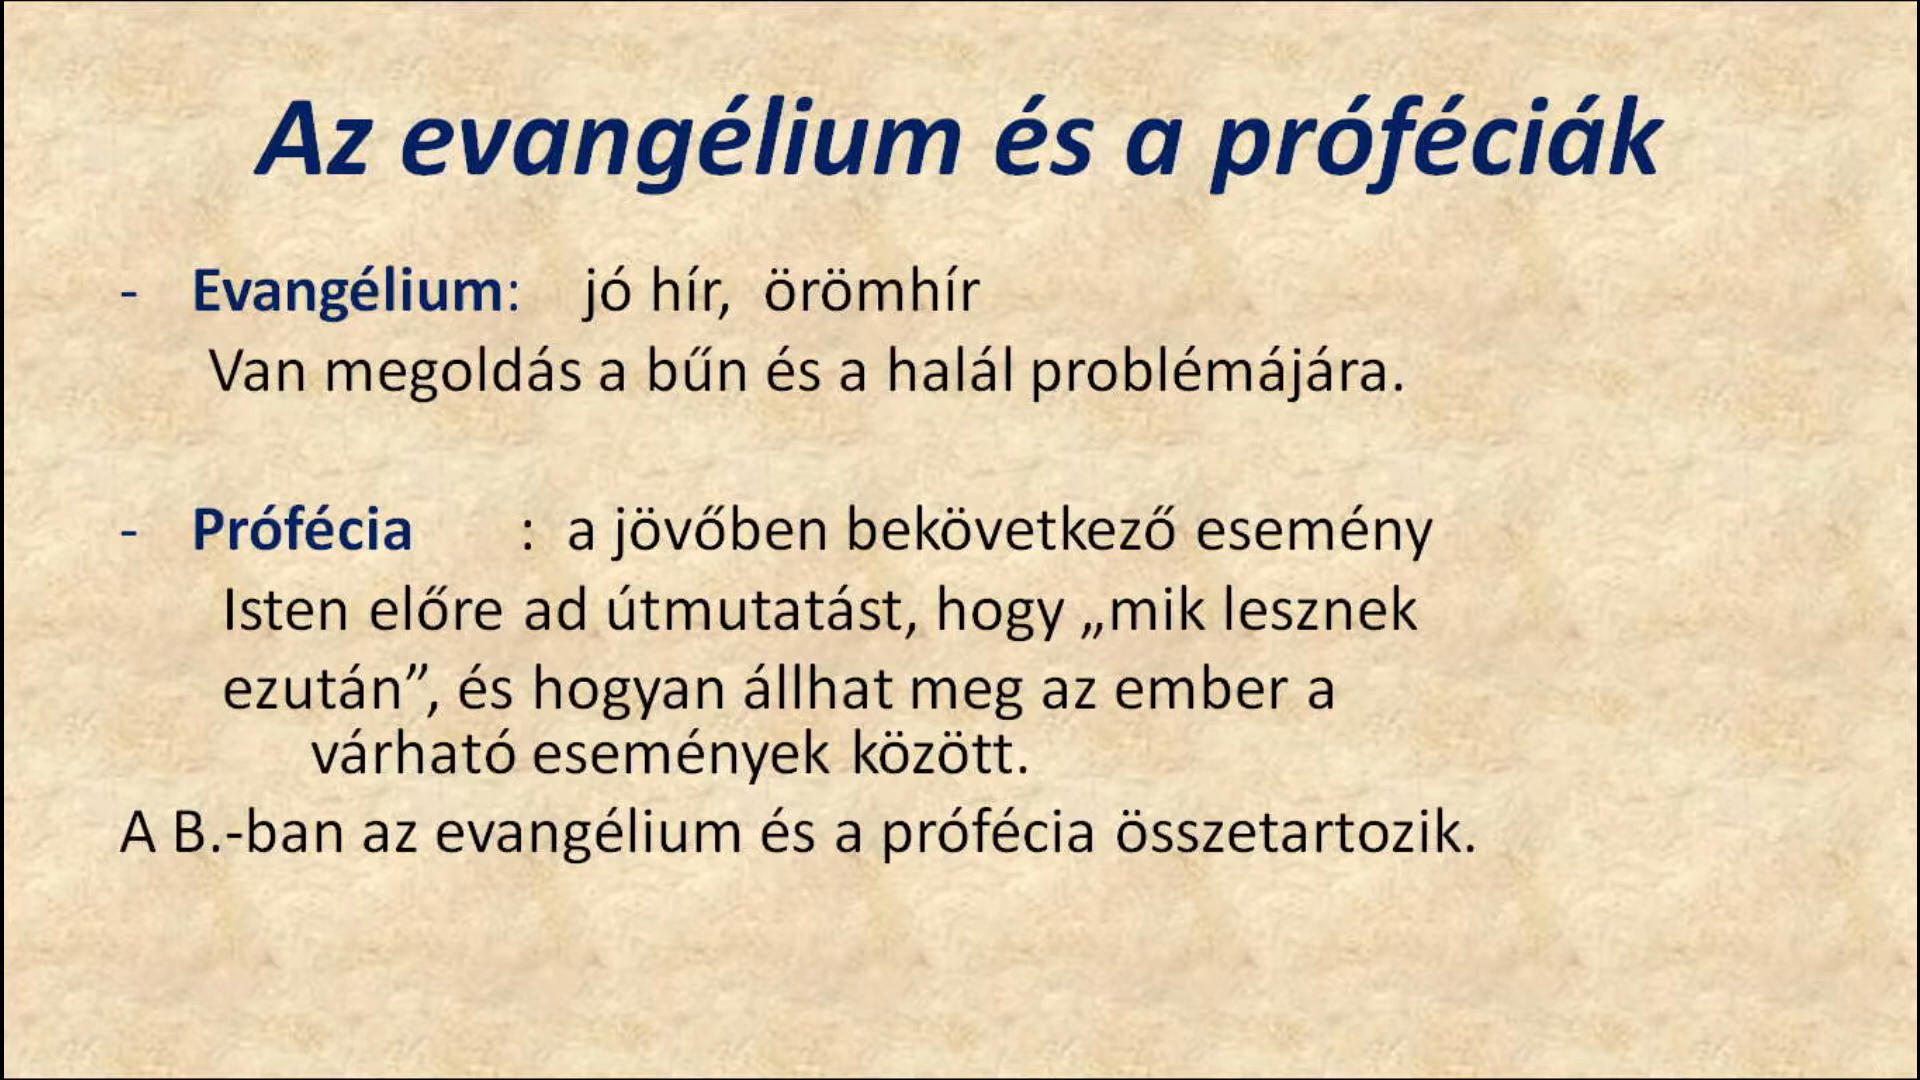 Az evangélium és a próféciák
- Evangélium: jó hír, örömhír
Van megoldás a bűn és a halál problémájára.
- Prófécia : a jövőben bekövetkező esemény
Isten előre ad útmutatást, hogy „mik lesznek
ezután”, és hogyan állhat meg az ember a
várható események között.
A B.-ban az evangélium és a prófécia összetartozik.